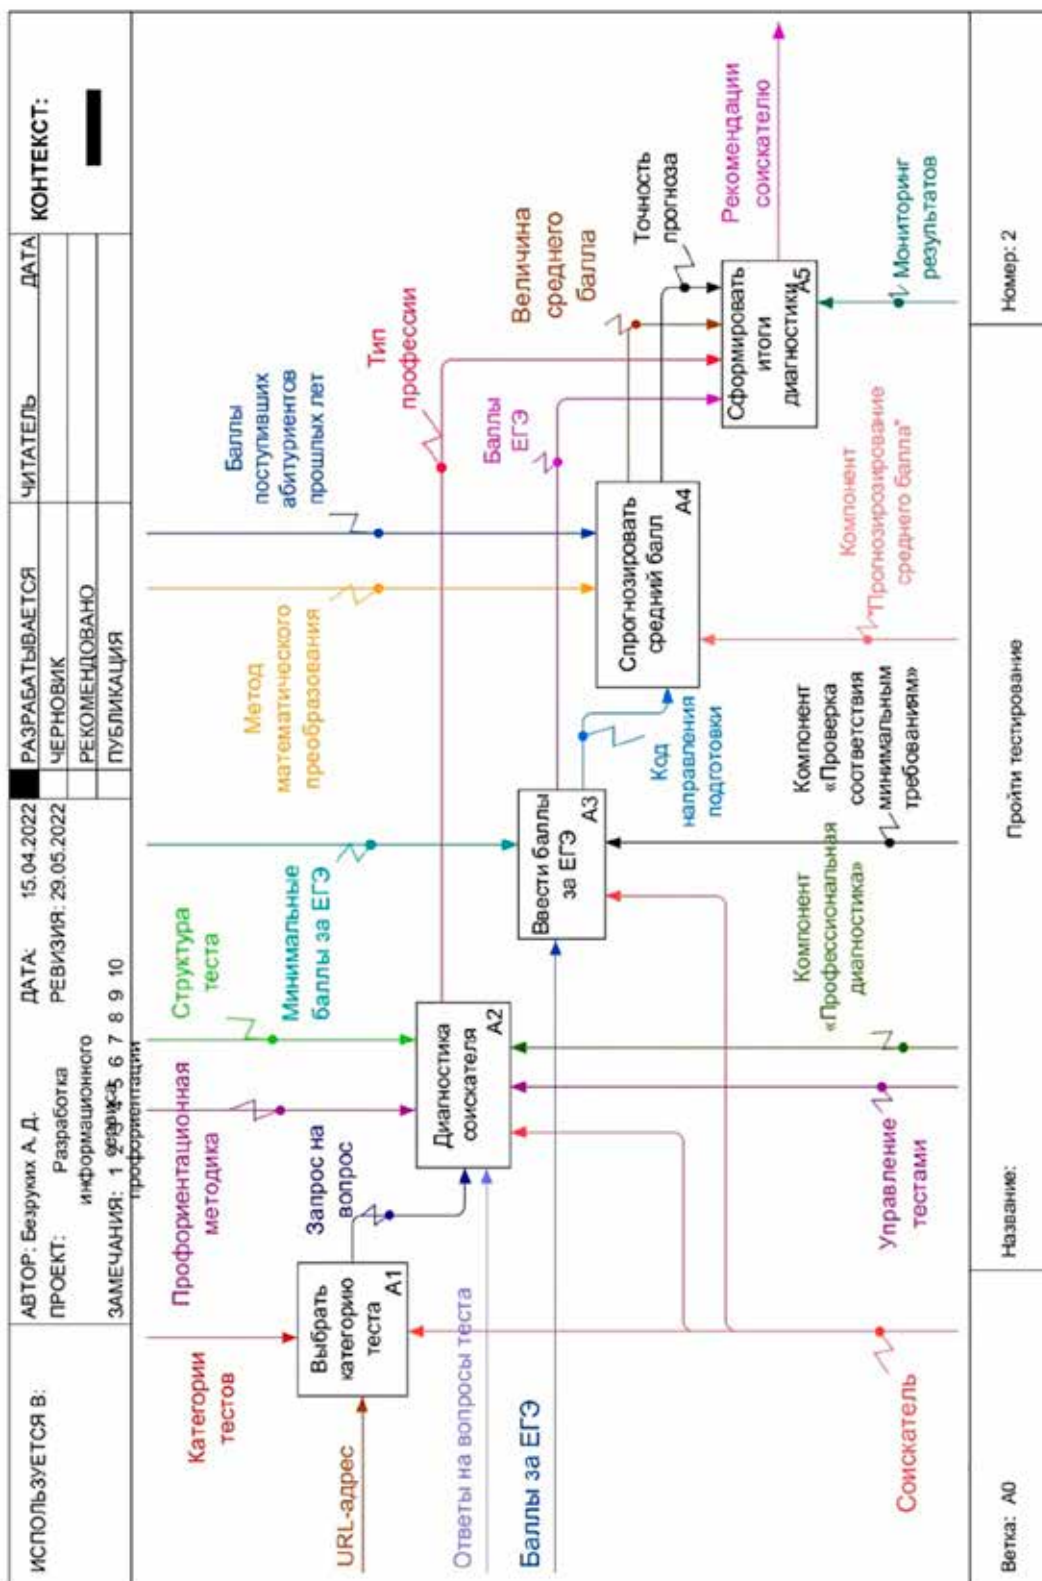 ИСПОЛЬЗУЕТСЯ В:
АВТОР: Безруких А. Д.
ДАТА: 15.04.2022
ПРОЕКТ: Разработка
информационного
сервиса
профориентации
РЕВИЗИЯ: 29.05.2022
ЗАМЕЧАНИЯ: 1 2 3 4 5 6 7 8 9 10
РАЗРАБАТЫВАЕТСЯ
ЧЕРНОВИК
РЕКОМЕНДОВАНО
ПУБЛИКАЦИЯ
ЧИТАТЕЛЬ
ДАТА
КОНТЕКСТ:
Категории
тестов
Профориентационная
методика
Структура
теста
Минимальные
баллы за ЕГЭ
Метод
математического
преобразования
Баллы
поступивших
абитуриентов
прошлых лет
Тип
профессии
Баллы
ЕГЭ
Величина
среднего
балла
Точность
прогноза
Рекомендации
соискателю
URL-адрес
Выбрать
категорию
теста
A1
Запрос на
вопрос
Ответы на вопросы теста
Диагностика
соискателя
A2
Баллы за ЕГЭ
Ввести баллы
за ЕГЭ
A3
Код
направления
подготовки
Спрогнозировать
средний балл
A4
Сформировать
итоги
диагностики
A5
Соискатель
Управление
тестами
Компонент
«Профессиональная
диагностика»
Компонент
«Проверка
соответствия
минимальным
требованиям»
Компонент
"Прогнозирозирование
среднего балла"
Мониторинг
результатов
Ветка: A0
Название:
Пройти тестирование
Номер: 2